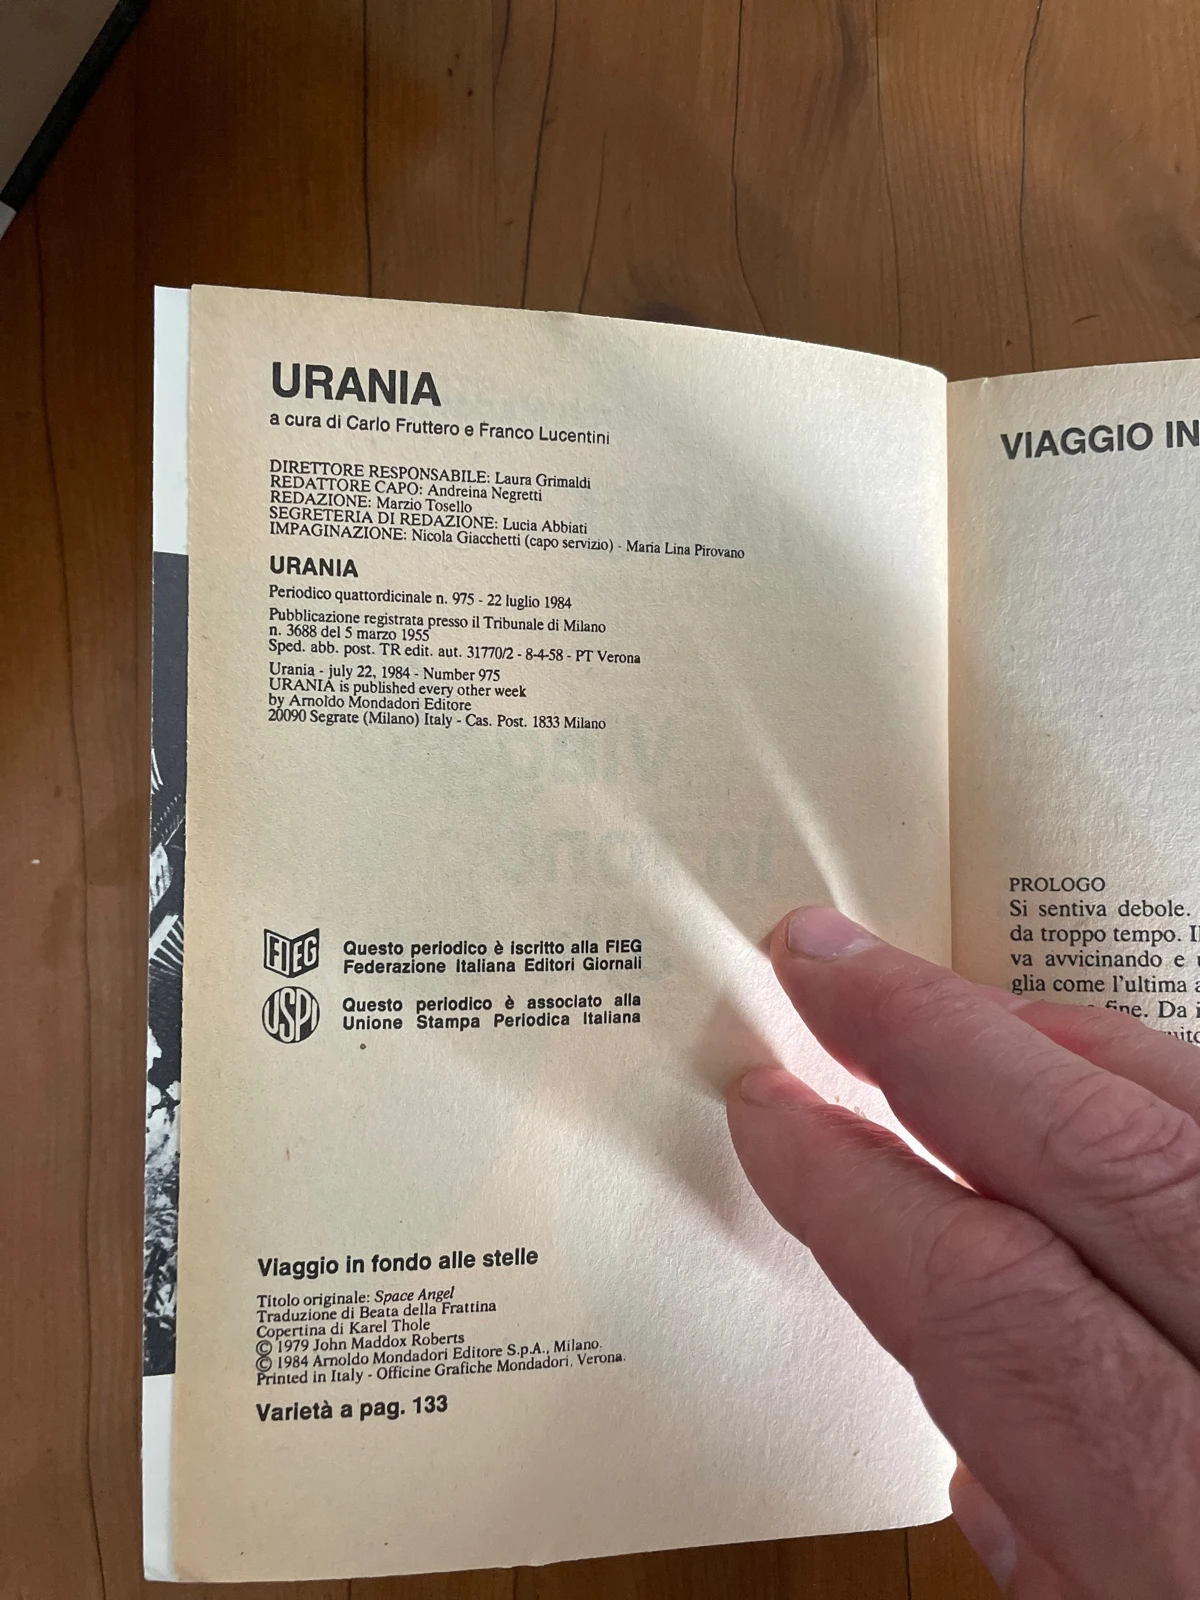 URANIA
a cura di Carlo Fruttero e Franco Lucentini
DIRETTORE RESPONSABILE: Laura Grimaldi
REDATTORE CAPO: Andreina Negretti
REDAZIONE: Marzio Tosello
SEGRETERIA DI REDAZIONE: Lucia Abbiati
IMPAGINAZIONE: Nicola Giacchetti (capo servizio) - Maria Lina Pirovano
URANIA
Periodico quattordicinale n. 975 - 22 luglio 1984
Pubblicazione registrata presso il Tribunale di Milano
n. 3688 del 5 marzo 1955
Sped. abb. post. TR edit. aut. 31770/2 - 8-4-58 - PT Verona
Urania - july 22, 1984 - Number 975
URANIA is published every other week
by Arnoldo Mondadori Editore
20090 Segrate (Milano) Italy - Cas. Post. 1833 Milano
FIEG
Questo periodico è iscritto alla FIEG
Federazione Italiana Editori Giornali
USPI
Questo periodico è associato alla
Unione Stampa Periodica Italiana
Viaggio in fondo alle stelle
Titolo originale: Space Angel
Traduzione di Beata della Frattina
Copertina di Karel Thole
© 1979 John Maddox Roberts
© 1984 Arnoldo Mondadori Editore S.p.A., Milano.
Printed in Italy - Officine Grafiche Mondadori, Verona.
Varietà a pag. 133
VIAGGIO IN
PROLOGO
Si sentiva debole.
da troppo tempo.
va avvicinando e
glia come l'ultima
fine. Da